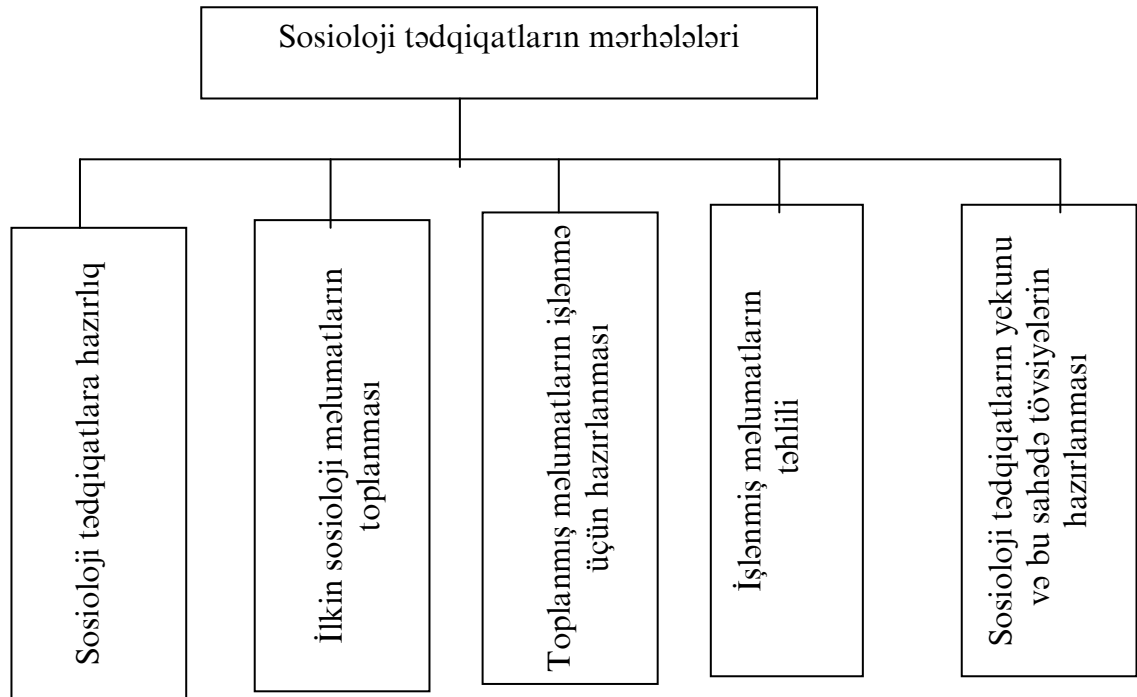 Sosioloji tədqiqatların mərhələləri
Sosioloji tədqiqatlara hazırlıq
İlkin sosioloji məlumatların
toplanması
Toplanmış məlumatların işlənmə
üçün hazırlanması
İşlənmiş məlumatların
təhlili
Sosioloji tədqiqatların yekunu
və bu sahədə tövsiyələrin
hazırlanması